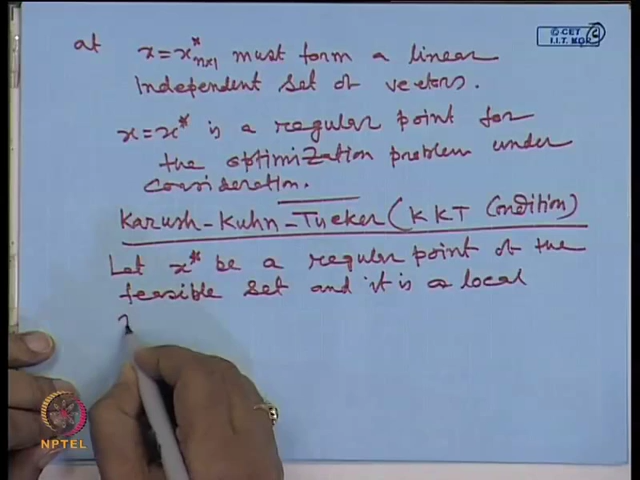 at x = x*nx1 must form a linear
Independent set of vectors.
x = x* is a regular point for
the optimization problem under
consideration.
Karush-Kuhn-Tucker (KKT Condition)
Let x* be a regular point of the
feasible set and it is a local
©CET
I.I.T. KGP
NPTEL